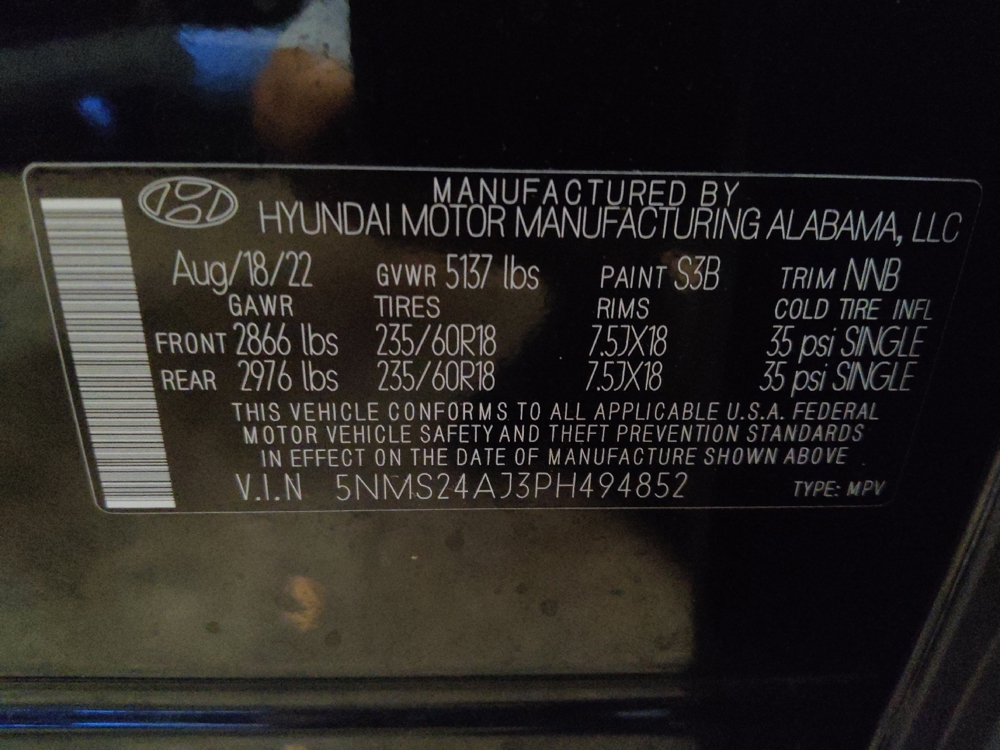 MANUFACTURED BY
HYUNDAI MOTOR MANUFACTURING ALABAMA, LLC
Aug/18/22 GVWR 5137 lbs PAINT S3B TRIM NNB
GAWR TIRES RIMS COLD TIRE INFL
FRONT 2866 lbs 235/60R18 7.5JX18 35 psi SINGLE
REAR 2976 lbs 235/60R18 7.5JX18 35 psi SINGLE
THIS VEHICLE CONFORMS TO ALL APPLICABLE U.S.A. FEDERAL
MOTOR VEHICLE SAFETY AND THEFT PREVENTION STANDARDS
IN EFFECT ON THE DATE OF MANUFACTURE SHOWN ABOVE .
V.I.N 5NMS24AJ3PH494852 TYPE: MPV